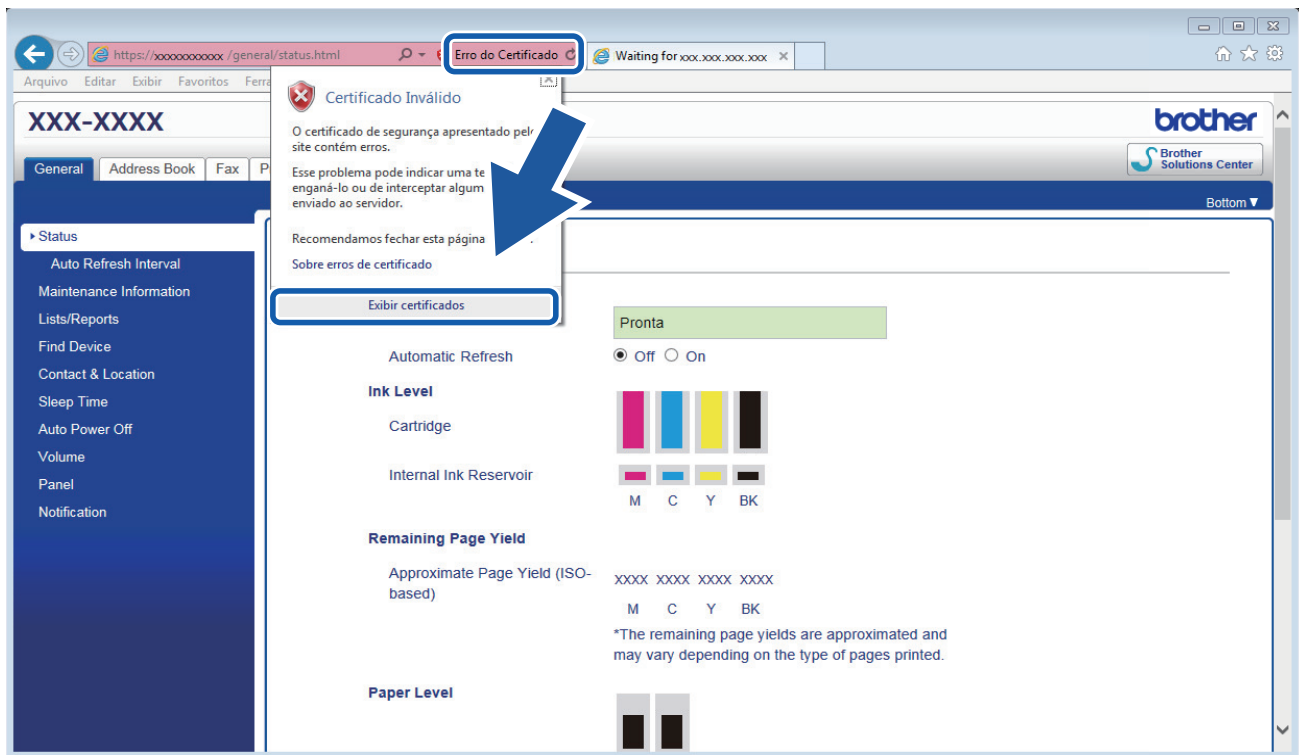 https://xxxxxxxxxxxx /general/status.html
Erro do Certificado
Waiting for xxx.xxx.xxx.xxx
Arquivo Editar Exibir Favoritos
Certificado Inválido
O certificado de segurança apresentado
site contém erros.
Esse problema pode indicar uma
enganá-lo ou de interceptar algum
enviado ao servidor.
Recomendamos fechar esta página
Sobre erros de certificado
Exibir certificados
XXX-XXXX
brother
General Address Book Fax
Brother
Solutions Center
Bottom ▼
Status
Auto Refresh Interval
Maintenance Information
Lists/Reports
Find Device
Contact & Location
Sleep Time
Auto Power Off
Volume
Panel
Notification
Pronta
Automatic Refresh Off On
Ink Level
Cartridge
Internal Ink Reservoir
M C Y BK
Remaining Page Yield
Approximate Page Yield (ISO-
based)
XXXX XXXX XXXX XXXX
M C Y BK
*The remaining page yields are approximated and
may vary depending on the type of pages printed.
Paper Level